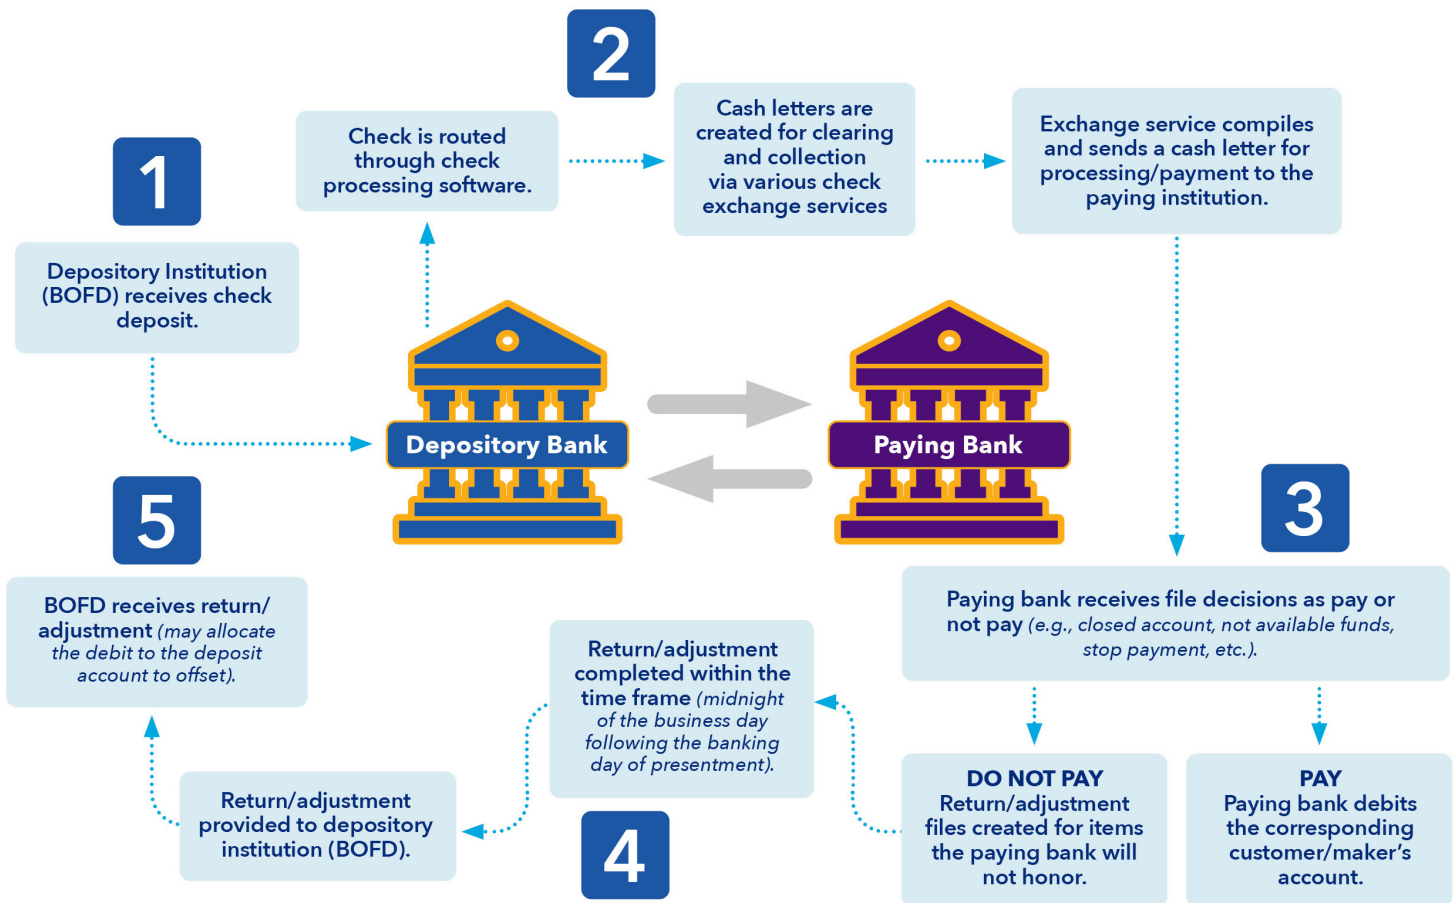 1
Depository Institution
(BOFD) receives check
deposit.
2
Check is routed
through check
processing software.
Cash letters are
created for clearing
and collection
via various check
exchange services
Exchange service compiles
and sends a cash letter for
processing/payment to the
paying institution.
Depository Bank
Paying Bank
3
Paying bank receives file decisions as pay or
not pay (e.g., closed account, not available funds,
stop payment, etc.).
DO NOT PAY
Return/adjustment
files created for items
the paying bank will
not honor.
PAY
Paying bank debits
the corresponding
customer/maker’s
account.
4
Return/adjustment
completed within the
time frame (midnight
of the business day
following the banking
day of presentment).
Return/adjustment
provided to depository
institution (BOFD).
5
BOFD receives return/
adjustment (may allocate
the debit to the deposit
account to offset).